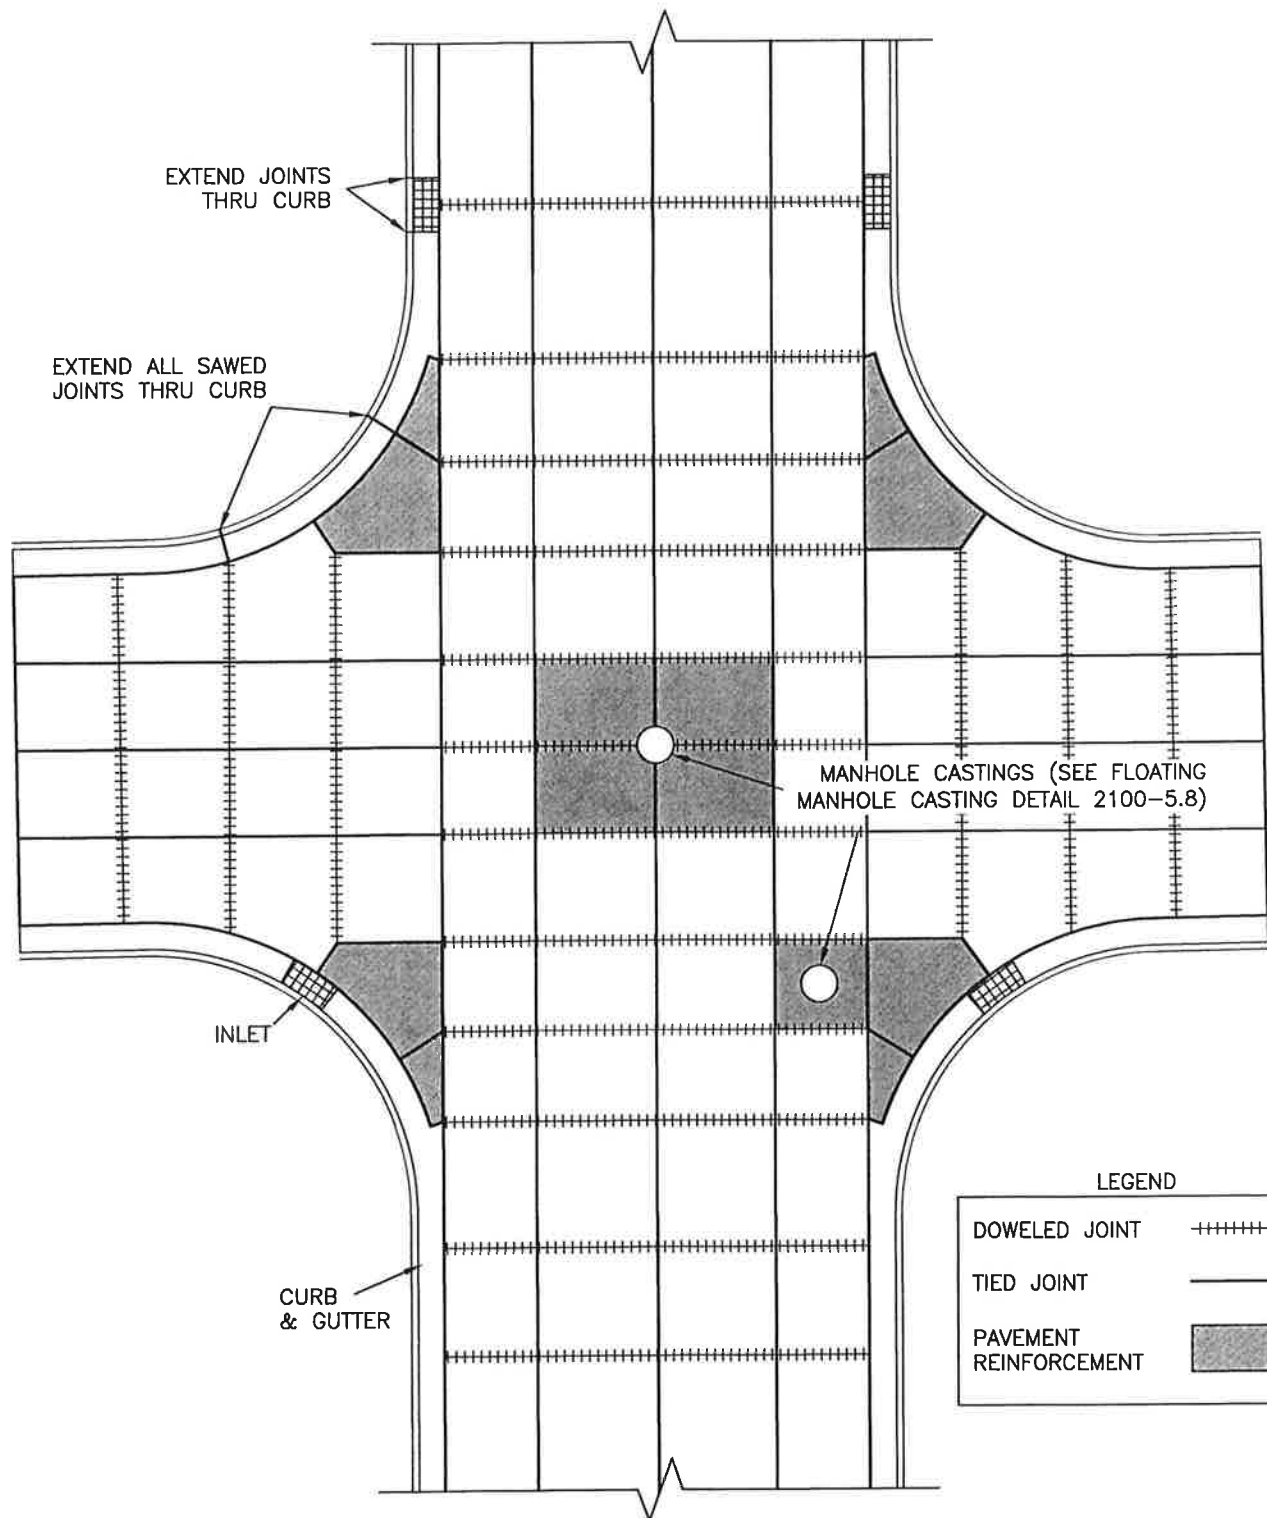 EXTEND JOINTS
THRU CURB
EXTEND ALL SAWED
JOINTS THRU CURB
MANHOLE CASTINGS (SEE FLOATING
MANHOLE CASTING DETAIL 2100-5.8)
INLET
CURB
& GUTTER
LEGEND
DOWELED JOINT
TIED JOINT
PAVEMENT
REINFORCEMENT